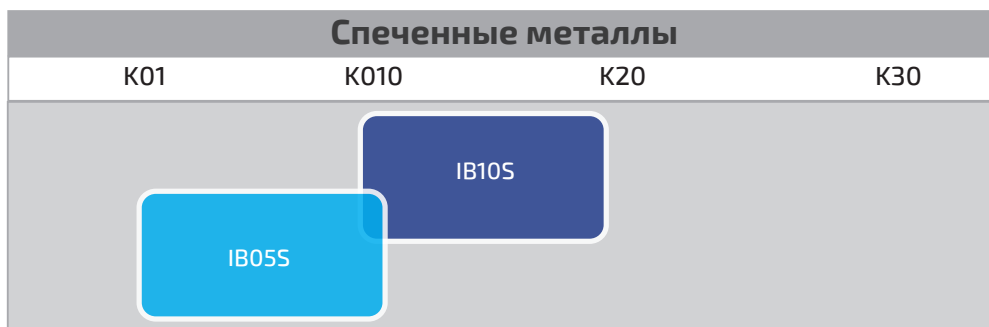 Спеченные металлы
K01 K010 K20 K30
IB10S
IB05S